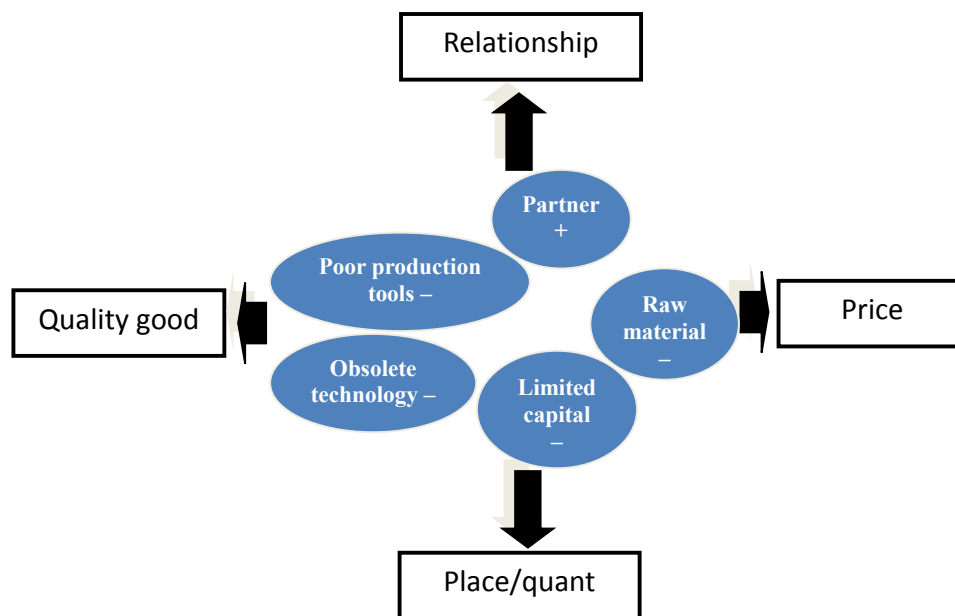 Relationship
Partner
+
Poor production
tools –
Raw
material
–
Quality good
Price
Obsolete
technology –
Limited
capital
–
Place/quant